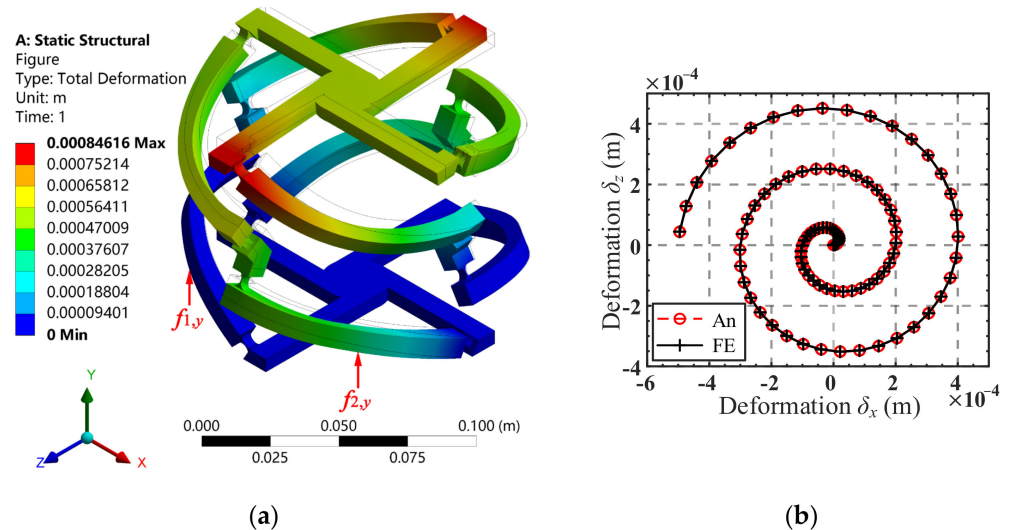 A: Static Structural
Figure
Type: Total Deformation
Unit: m
Time: 1
0.00084616 Max
0.00075214
0.00065812
0.00056411
0.00047009
0.00037607
0.00028205
0.00018804
0.00009401
0 Min
f1,y
f2,y
Y
Z
X
0.000
0.050
0.100 (m)
0.025
0.075
(a)
×10⁻⁴
4
2
0
-2
-4
Deformation δz (m)
An
FE
-6
-4
-2
0
2
4
×10⁻⁴
Deformation δx (m)
(b)